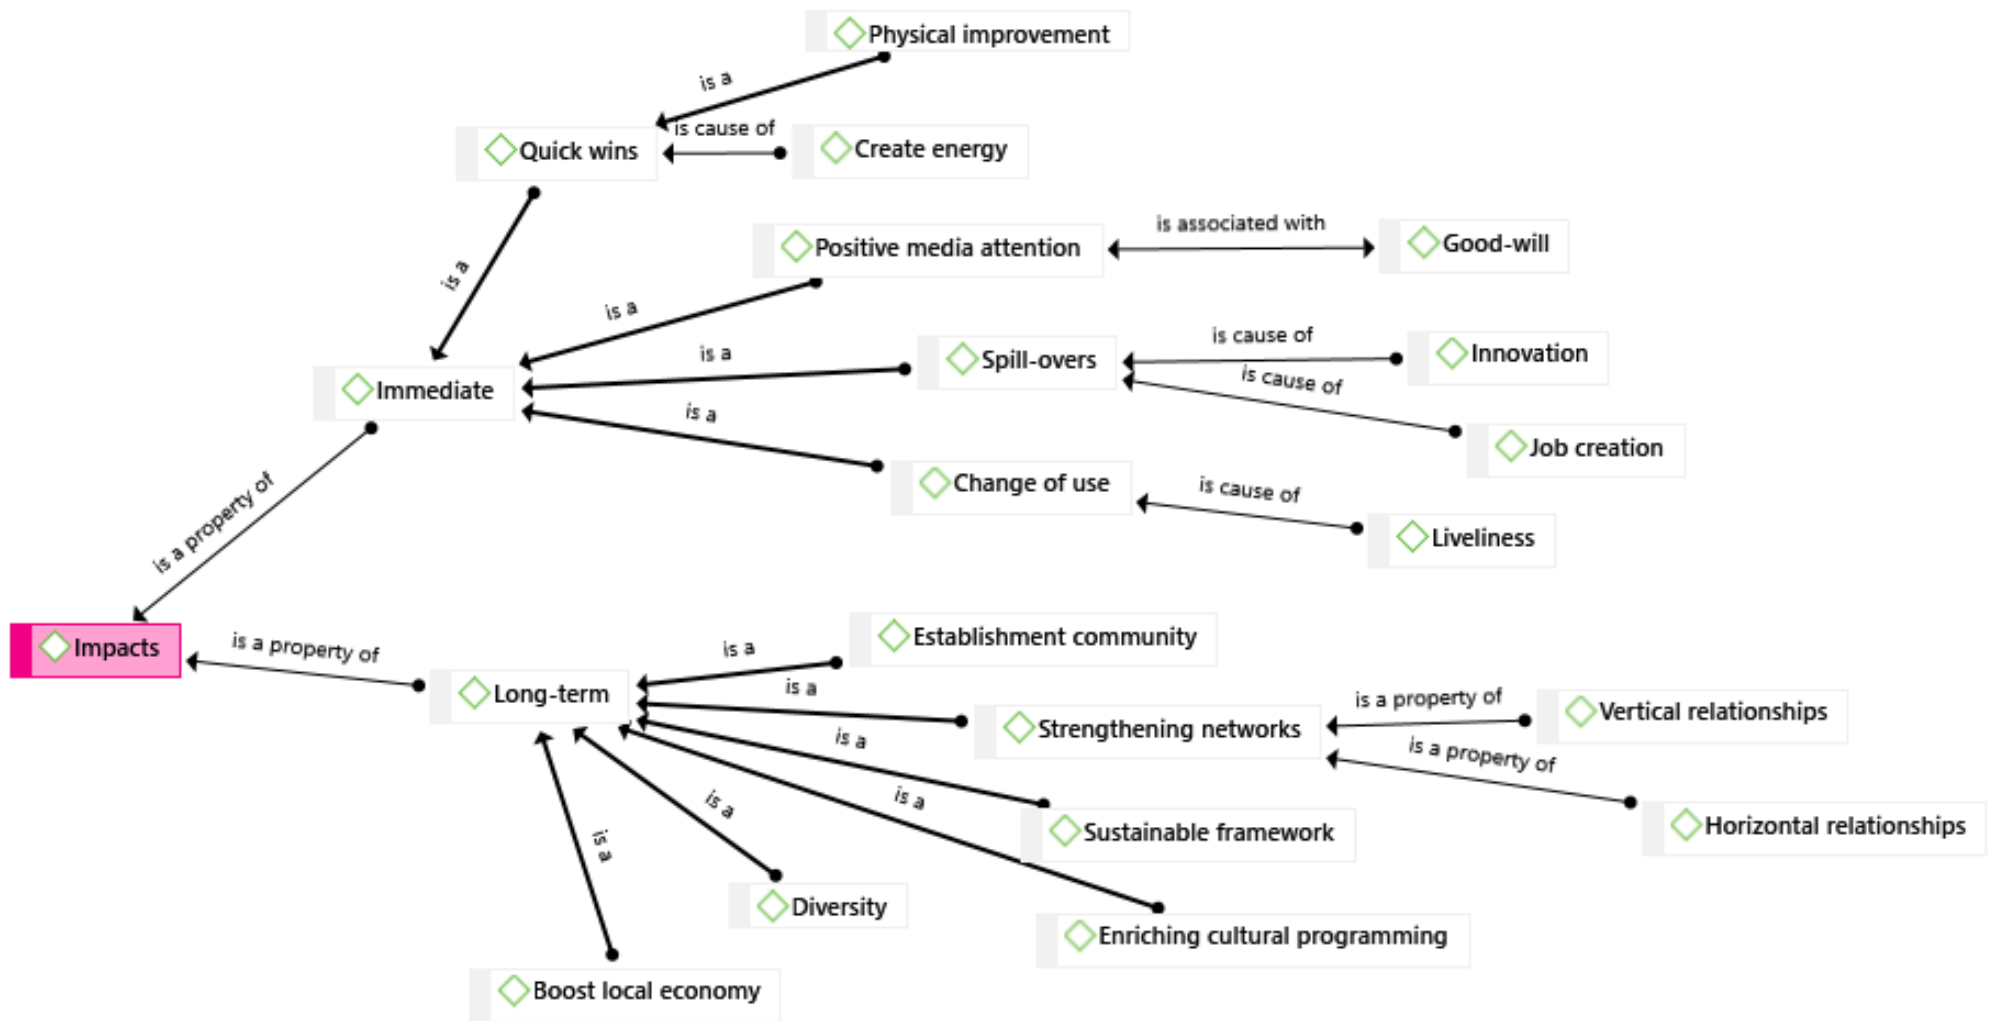 Physical improvement
is a
is cause of
Quick wins
Create energy
is associated with
Positive media attention
Good-will
is a
is a
is a
is cause of
Spill-overs
Innovation
is cause of
Immediate
is a
Job creation
Change of use
is cause of
Liveliness
is a property of
Impacts
is a property of
Establishment community
is a
is a
Long-term
is a property of
Vertical relationships
Strengthening networks
is a
is a property of
is a
is a
Sustainable framework
Horizontal relationships
is a
Diversity
Enriching cultural programming
Boost local economy